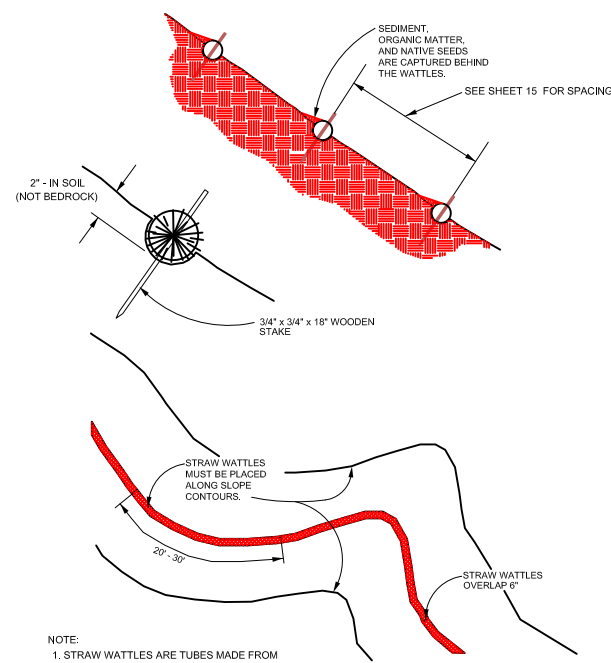 SEDIMENT,
ORGANIC MATTER,
AND NATIVE SEEDS
ARE CAPTURED BEHIND
THE WATTLES.
SEE SHEET 15 FOR SPACING
2" - IN SOIL
(NOT BEDROCK)
3/4" x 3/4" x 18" WOODEN
STAKE
STRAW WATTLES
MUST BE PLACED
ALONG SLOPE
CONTOURS.
20' - 30'
STRAW WATTLES
OVERLAP 6"
NOTE:
1. STRAW WATTLES ARE TUBES MADE FROM